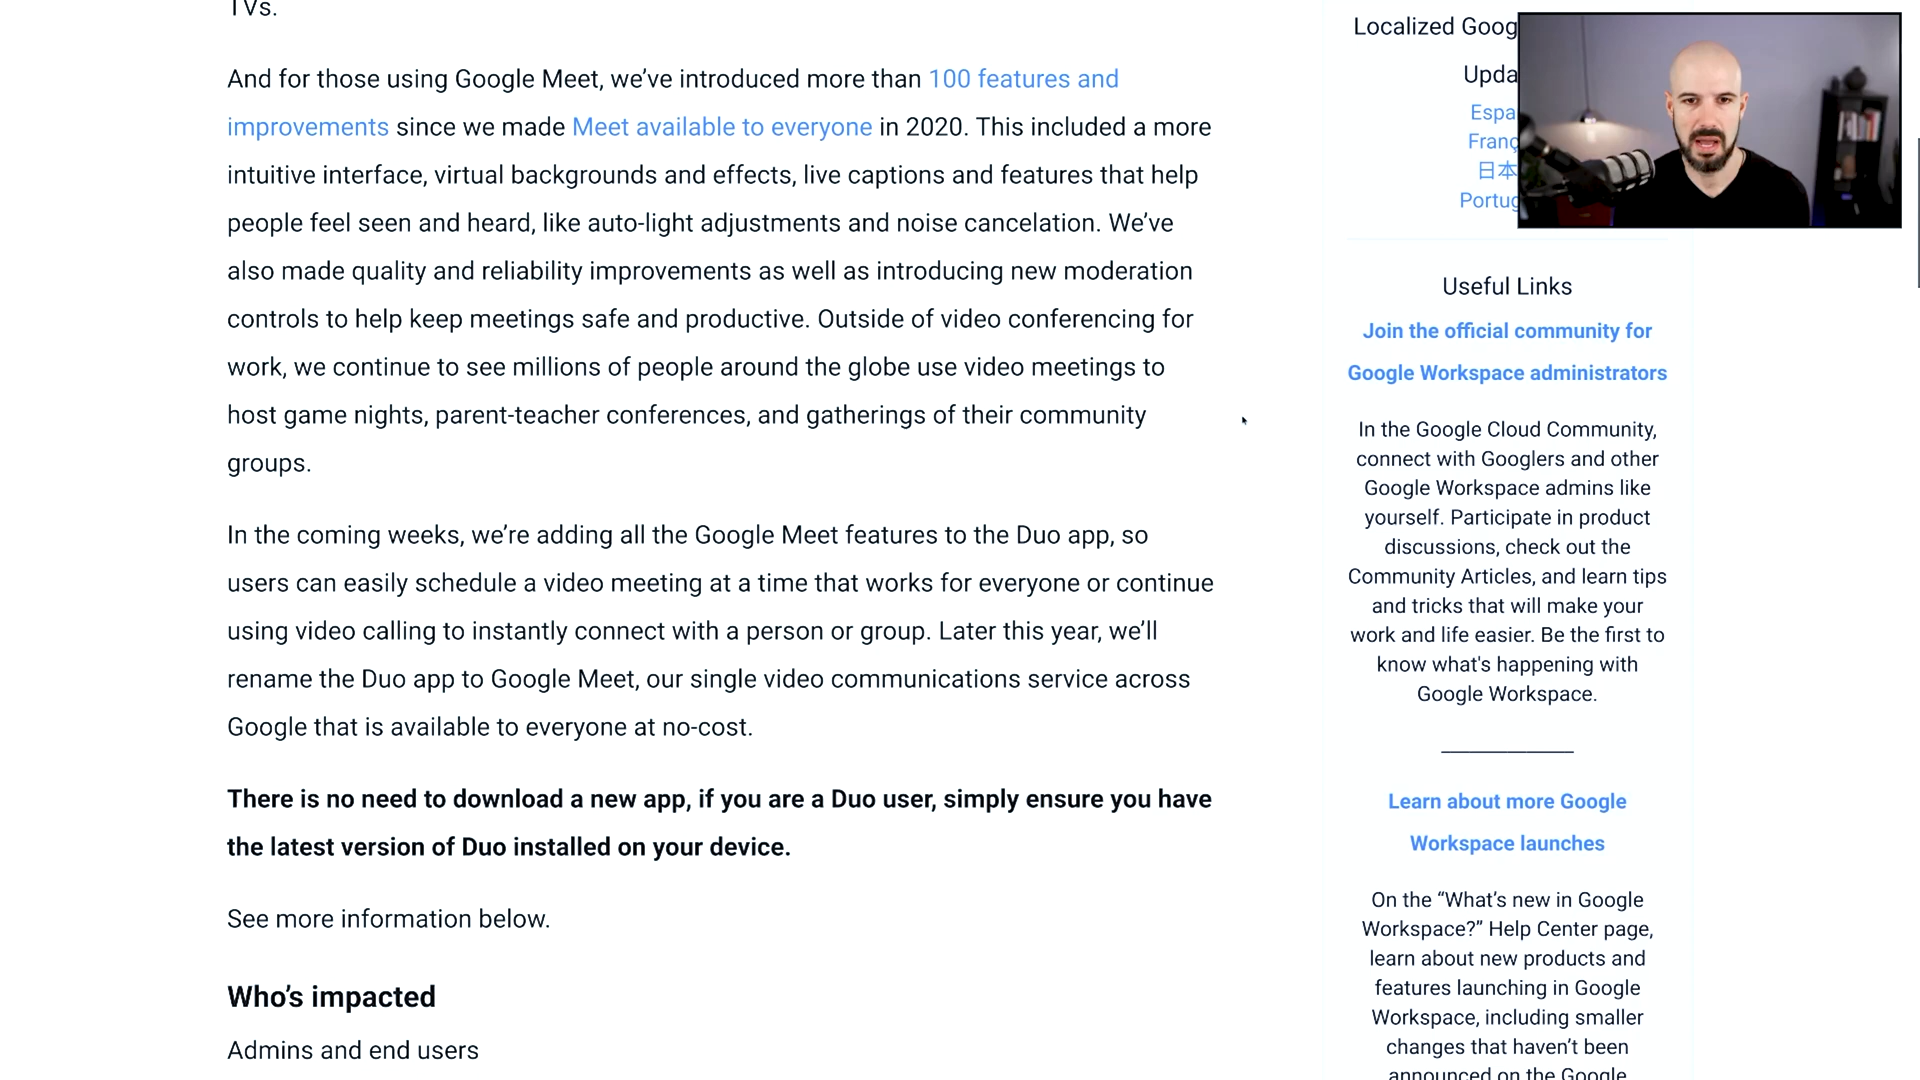 TVs.
And for those using Google Meet, we’ve introduced more than 100 features and
improvements since we made Meet available to everyone in 2020. This included a more
intuitive interface, virtual backgrounds and effects, live captions and features that help
people feel seen and heard, like auto-light adjustments and noise cancelation. We’ve
also made quality and reliability improvements as well as introducing new moderation
controls to help keep meetings safe and productive. Outside of video conferencing for
work, we continue to see millions of people around the globe use video meetings to
host game nights, parent-teacher conferences, and gatherings of their community
groups.
In the coming weeks, we’re adding all the Google Meet features to the Duo app, so
users can easily schedule a video meeting at a time that works for everyone or continue
using video calling to instantly connect with a person or group. Later this year, we’ll
rename the Duo app to Google Meet, our single video communications service across
Google that is available to everyone at no-cost.
There is no need to download a new app, if you are a Duo user, simply ensure you have
the latest version of Duo installed on your device.
See more information below.
Who’s impacted
Admins and end users
Localized Goog
Upda
Espa
Franç
日本
Portug
Useful Links
Join the official community for
Google Workspace administrators
In the Google Cloud Community,
connect with Googlers and other
Google Workspace admins like
yourself. Participate in product
discussions, check out the
Community Articles, and learn tips
and tricks that will make your
work and life easier. Be the first to
know what's happening with
Google Workspace.
Learn about more Google
Workspace launches
On the “What’s new in Google
Workspace?” Help Center page,
learn about new products and
features launching in Google
Workspace, including smaller
changes that haven’t been
announced on the Google